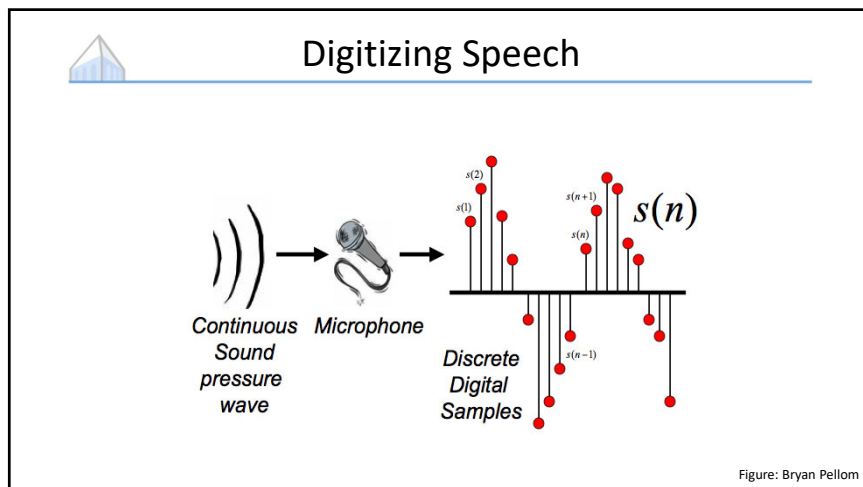 Digitizing Speech
s(1)
s(2)
s(n)
s(n+1)
s(n)
s(n−1)
Continuous
Sound
pressure
wave
Microphone
Discrete
Digital
Samples
Figure: Bryan Pellom